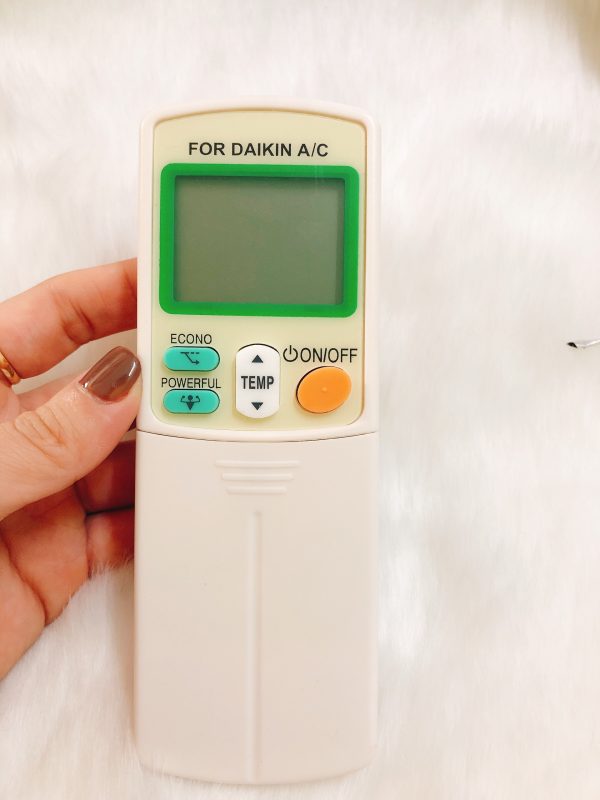 FOR DAIKIN A/C
ECONO
POWERFUL
TEMP
ON/OFF